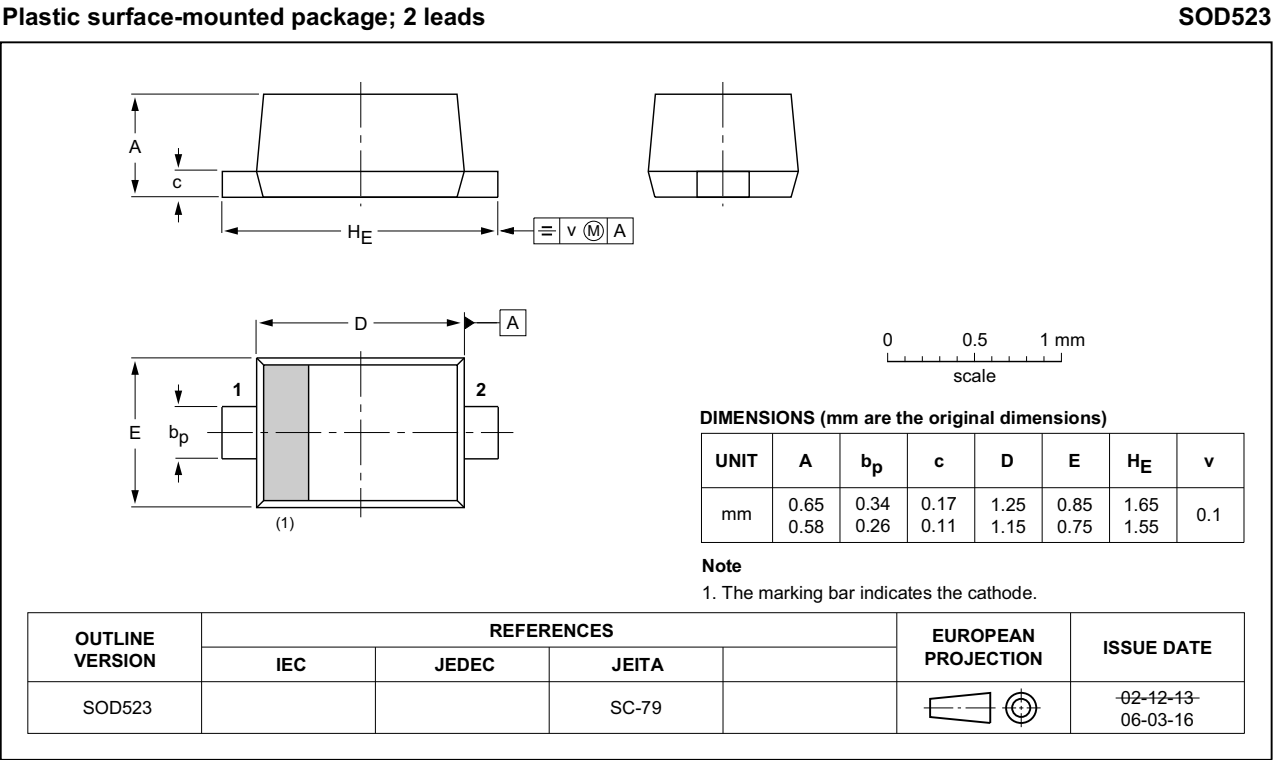 Plastic surface-mounted package; 2 leads SOD523
A
c
HE
v M A
D A
1 2
E bp
(1)
0 0.5 1 mm
scale
DIMENSIONS (mm are the original dimensions)
UNIT A bp c D E HE v
mm 0.65 0.58 0.34 0.26 0.17 0.11 1.25 1.15 0.85 0.75 1.65 1.55 0.1
Note
1. The marking bar indicates the cathode.
OUTLINE VERSION REFERENCES EUROPEAN PROJECTION ISSUE DATE
IEC JEDEC JEITA
SOD523 SC-79 02-12-13
06-03-16